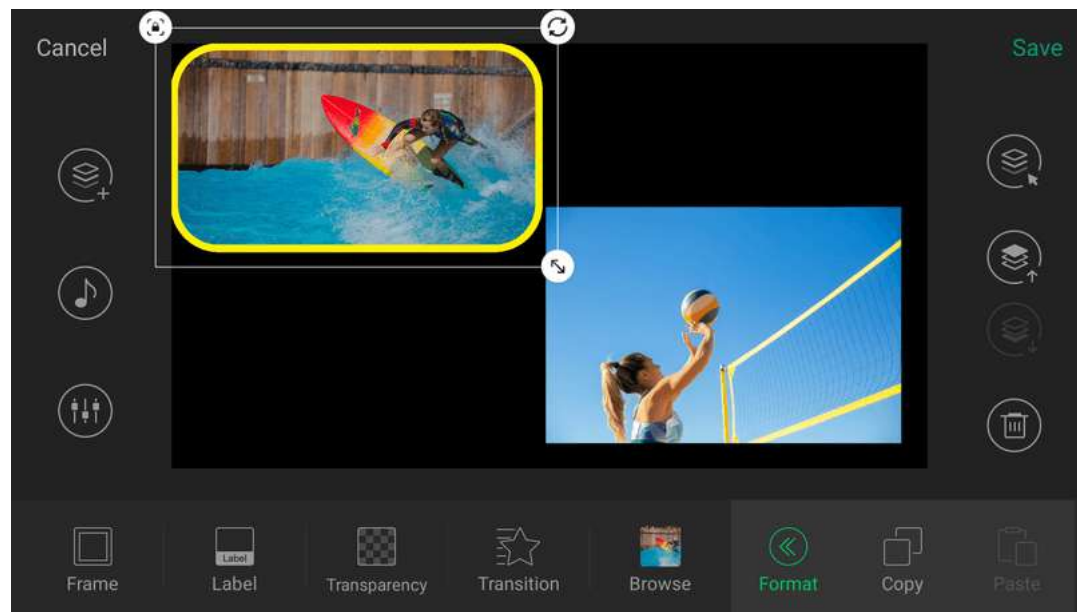 Cancel
Save
Frame
Label
Label
Transparency
Transition
Browse
Format
Copy
Paste